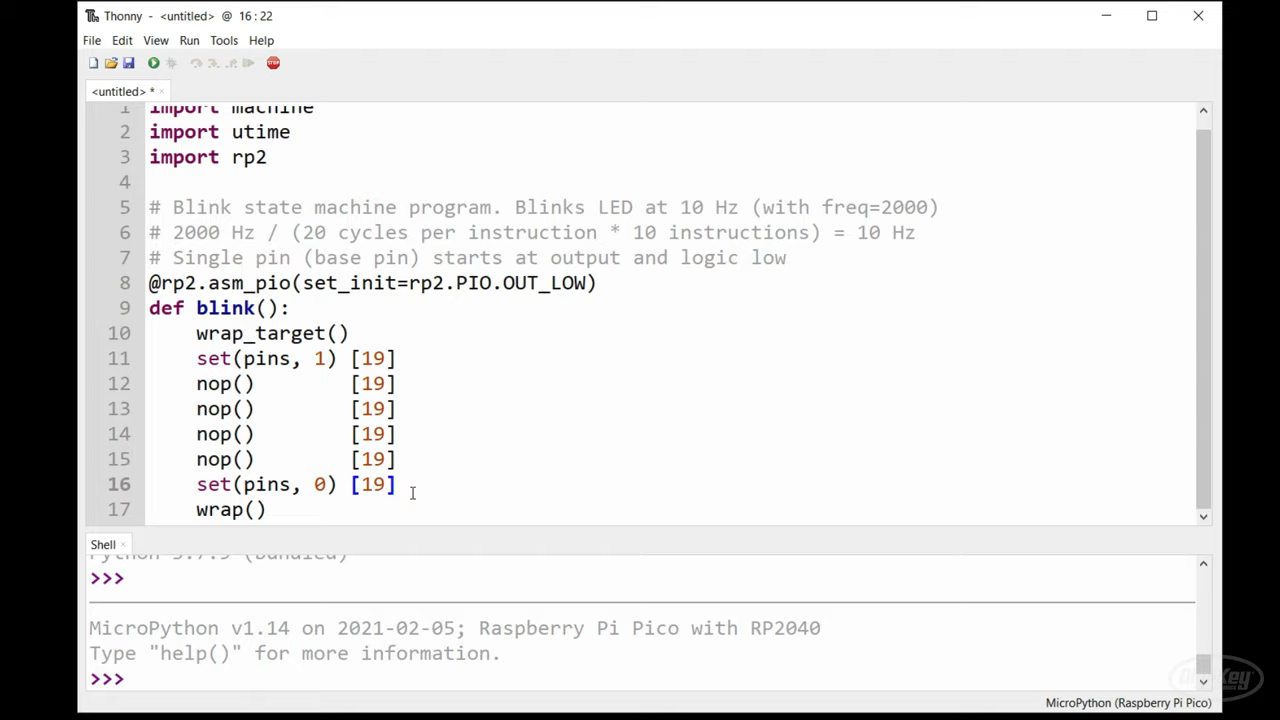 Thonny - <untitled> @ 16:22
File Edit View Run Tools Help
STOP
<untitled> *
1 import machine
2 import utime
3 import rp2
4
5 # Blink state machine program. Blinks LED at 10 Hz (with freq=2000)
6 # 2000 Hz / (20 cycles per instruction * 10 instructions) = 10 Hz
7 # Single pin (base pin) starts at output and logic low
8 @rp2.asm_pio(set_init=rp2.PIO.OUT_LOW)
9 def blink():
10 wrap_target()
11 set(pins, 1) [19]
12 nop() [19]
13 nop() [19]
14 nop() [19]
15 nop() [19]
16 set(pins, 0) [19]
17 wrap()
Shell
Python 3.7.9 (bundled)
>>>
MicroPython v1.14 on 2021-02-05; Raspberry Pi Pico with RP2040
Type "help()" for more information.
>>>
MicroPython (Raspberry Pi Pico)